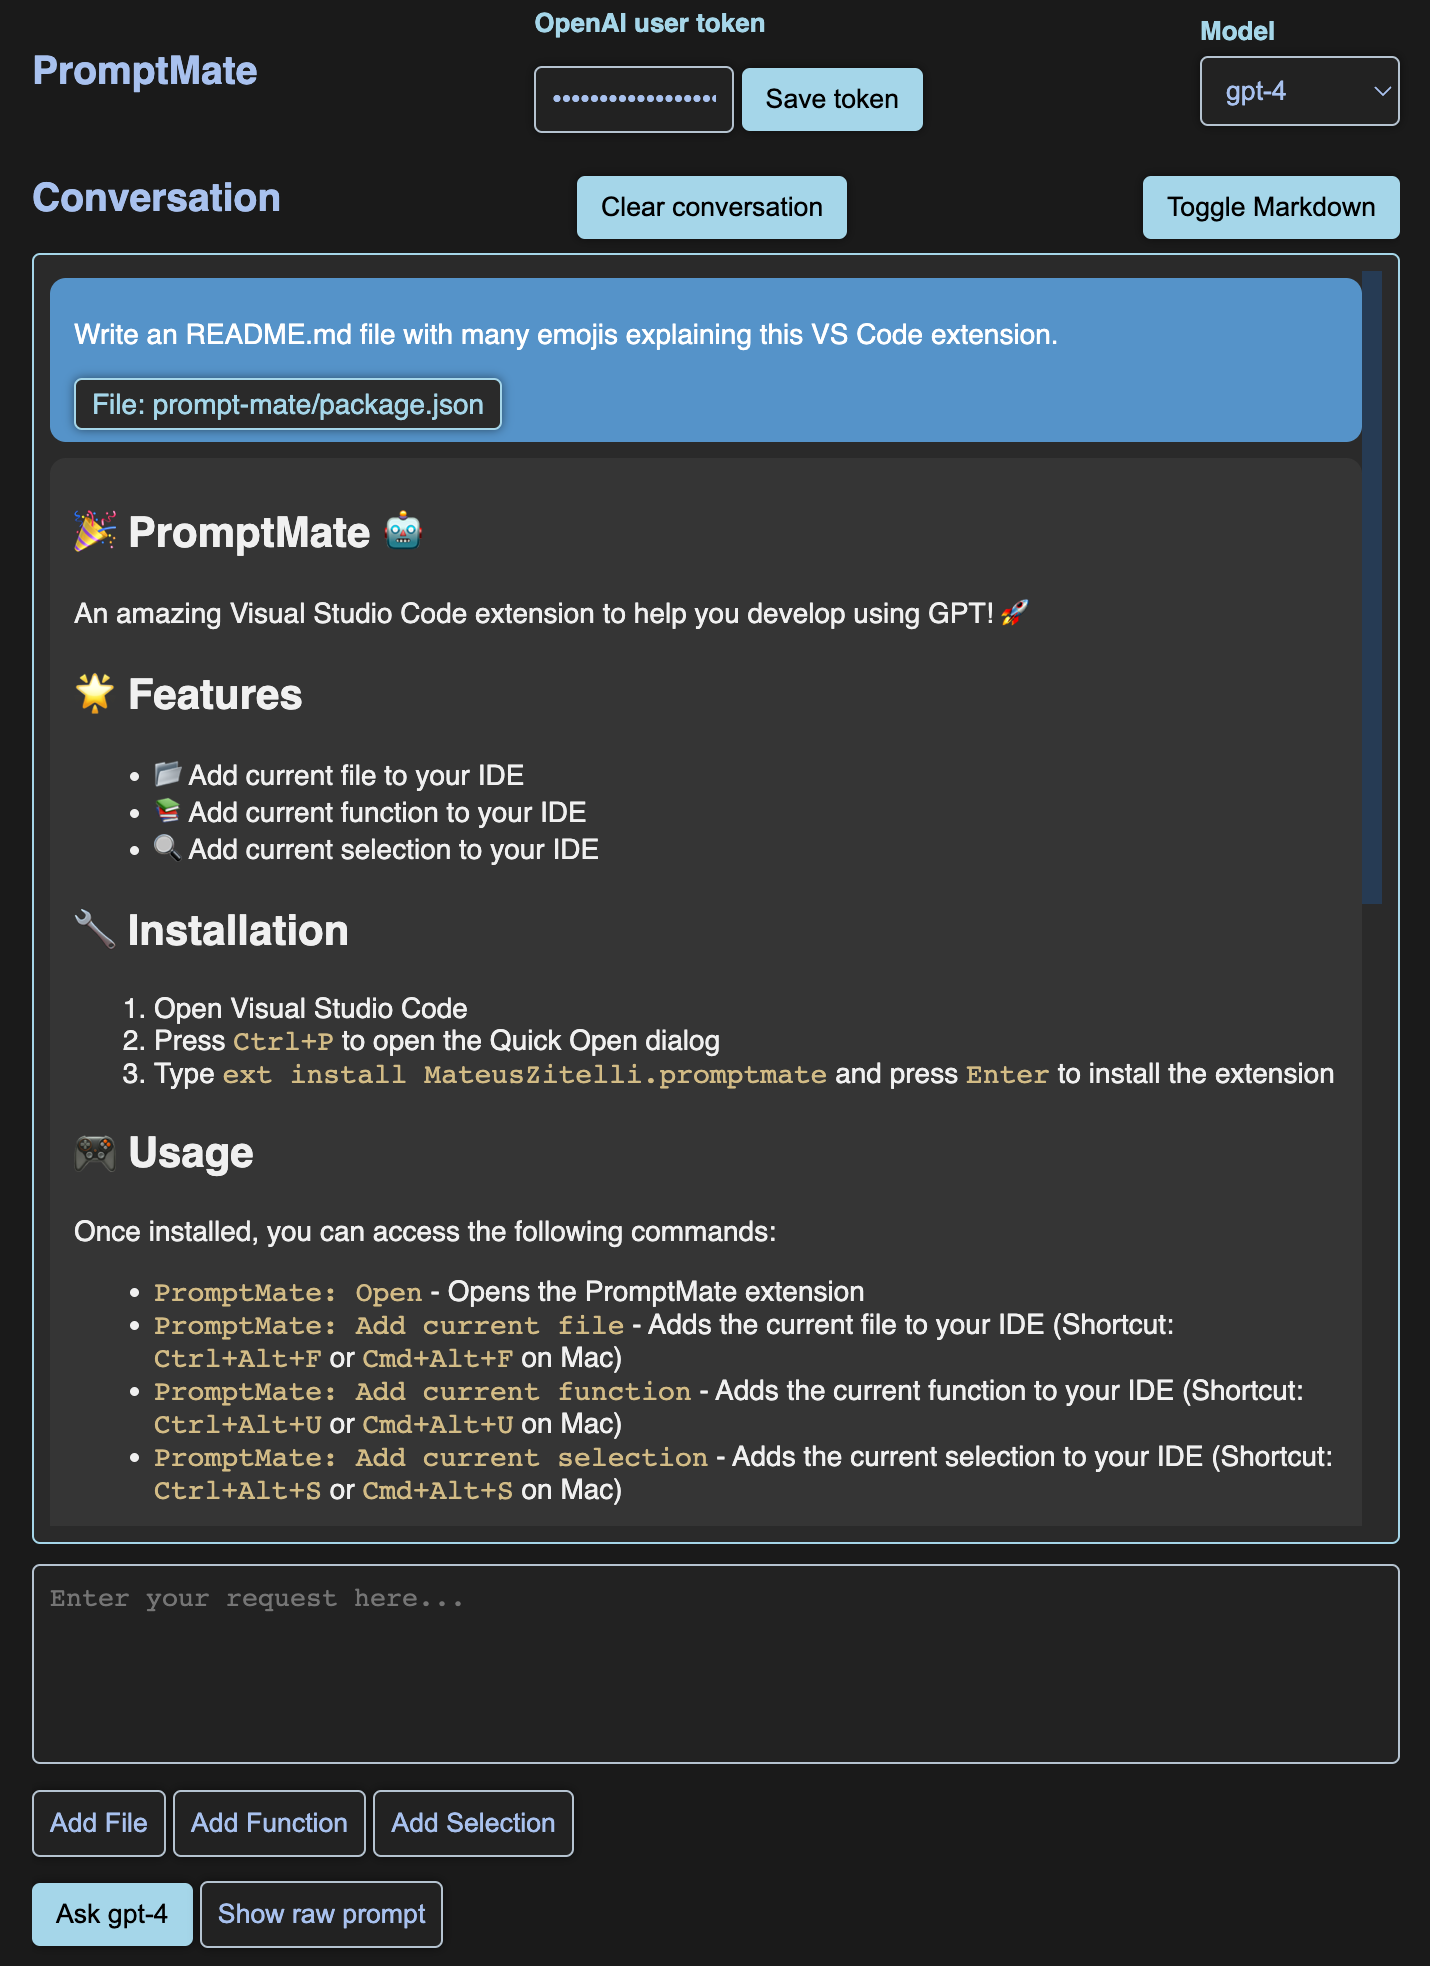 PromptMate
OpenAI user token
Save token
Model
gpt-4
Conversation
Clear conversation
Toggle Markdown
Write an README.md file with many emojis explaining this VS Code extension.
File: prompt-mate/package.json
🎉 PromptMate 🤖
An amazing Visual Studio Code extension to help you develop using GPT! 🚀
🌟 Features
• 📂 Add current file to your IDE
• 📚 Add current function to your IDE
• 🔍 Add current selection to your IDE
🔧 Installation
1. Open Visual Studio Code
2. Press Ctrl+P to open the Quick Open dialog
3. Type ext install MateusZitelli.promptmate and press Enter to install the extension
🎮 Usage
Once installed, you can access the following commands:
• PromptMate: Open - Opens the PromptMate extension
• PromptMate: Add current file - Adds the current file to your IDE (Shortcut:
Ctrl+Alt+F or Cmd+Alt+F on Mac)
• PromptMate: Add current function - Adds the current function to your IDE (Shortcut:
Ctrl+Alt+U or Cmd+Alt+U on Mac)
• PromptMate: Add current selection - Adds the current selection to your IDE (Shortcut:
Ctrl+Alt+S or Cmd+Alt+S on Mac)
Enter your request here...
Add File
Add Function
Add Selection
Ask gpt-4
Show raw prompt